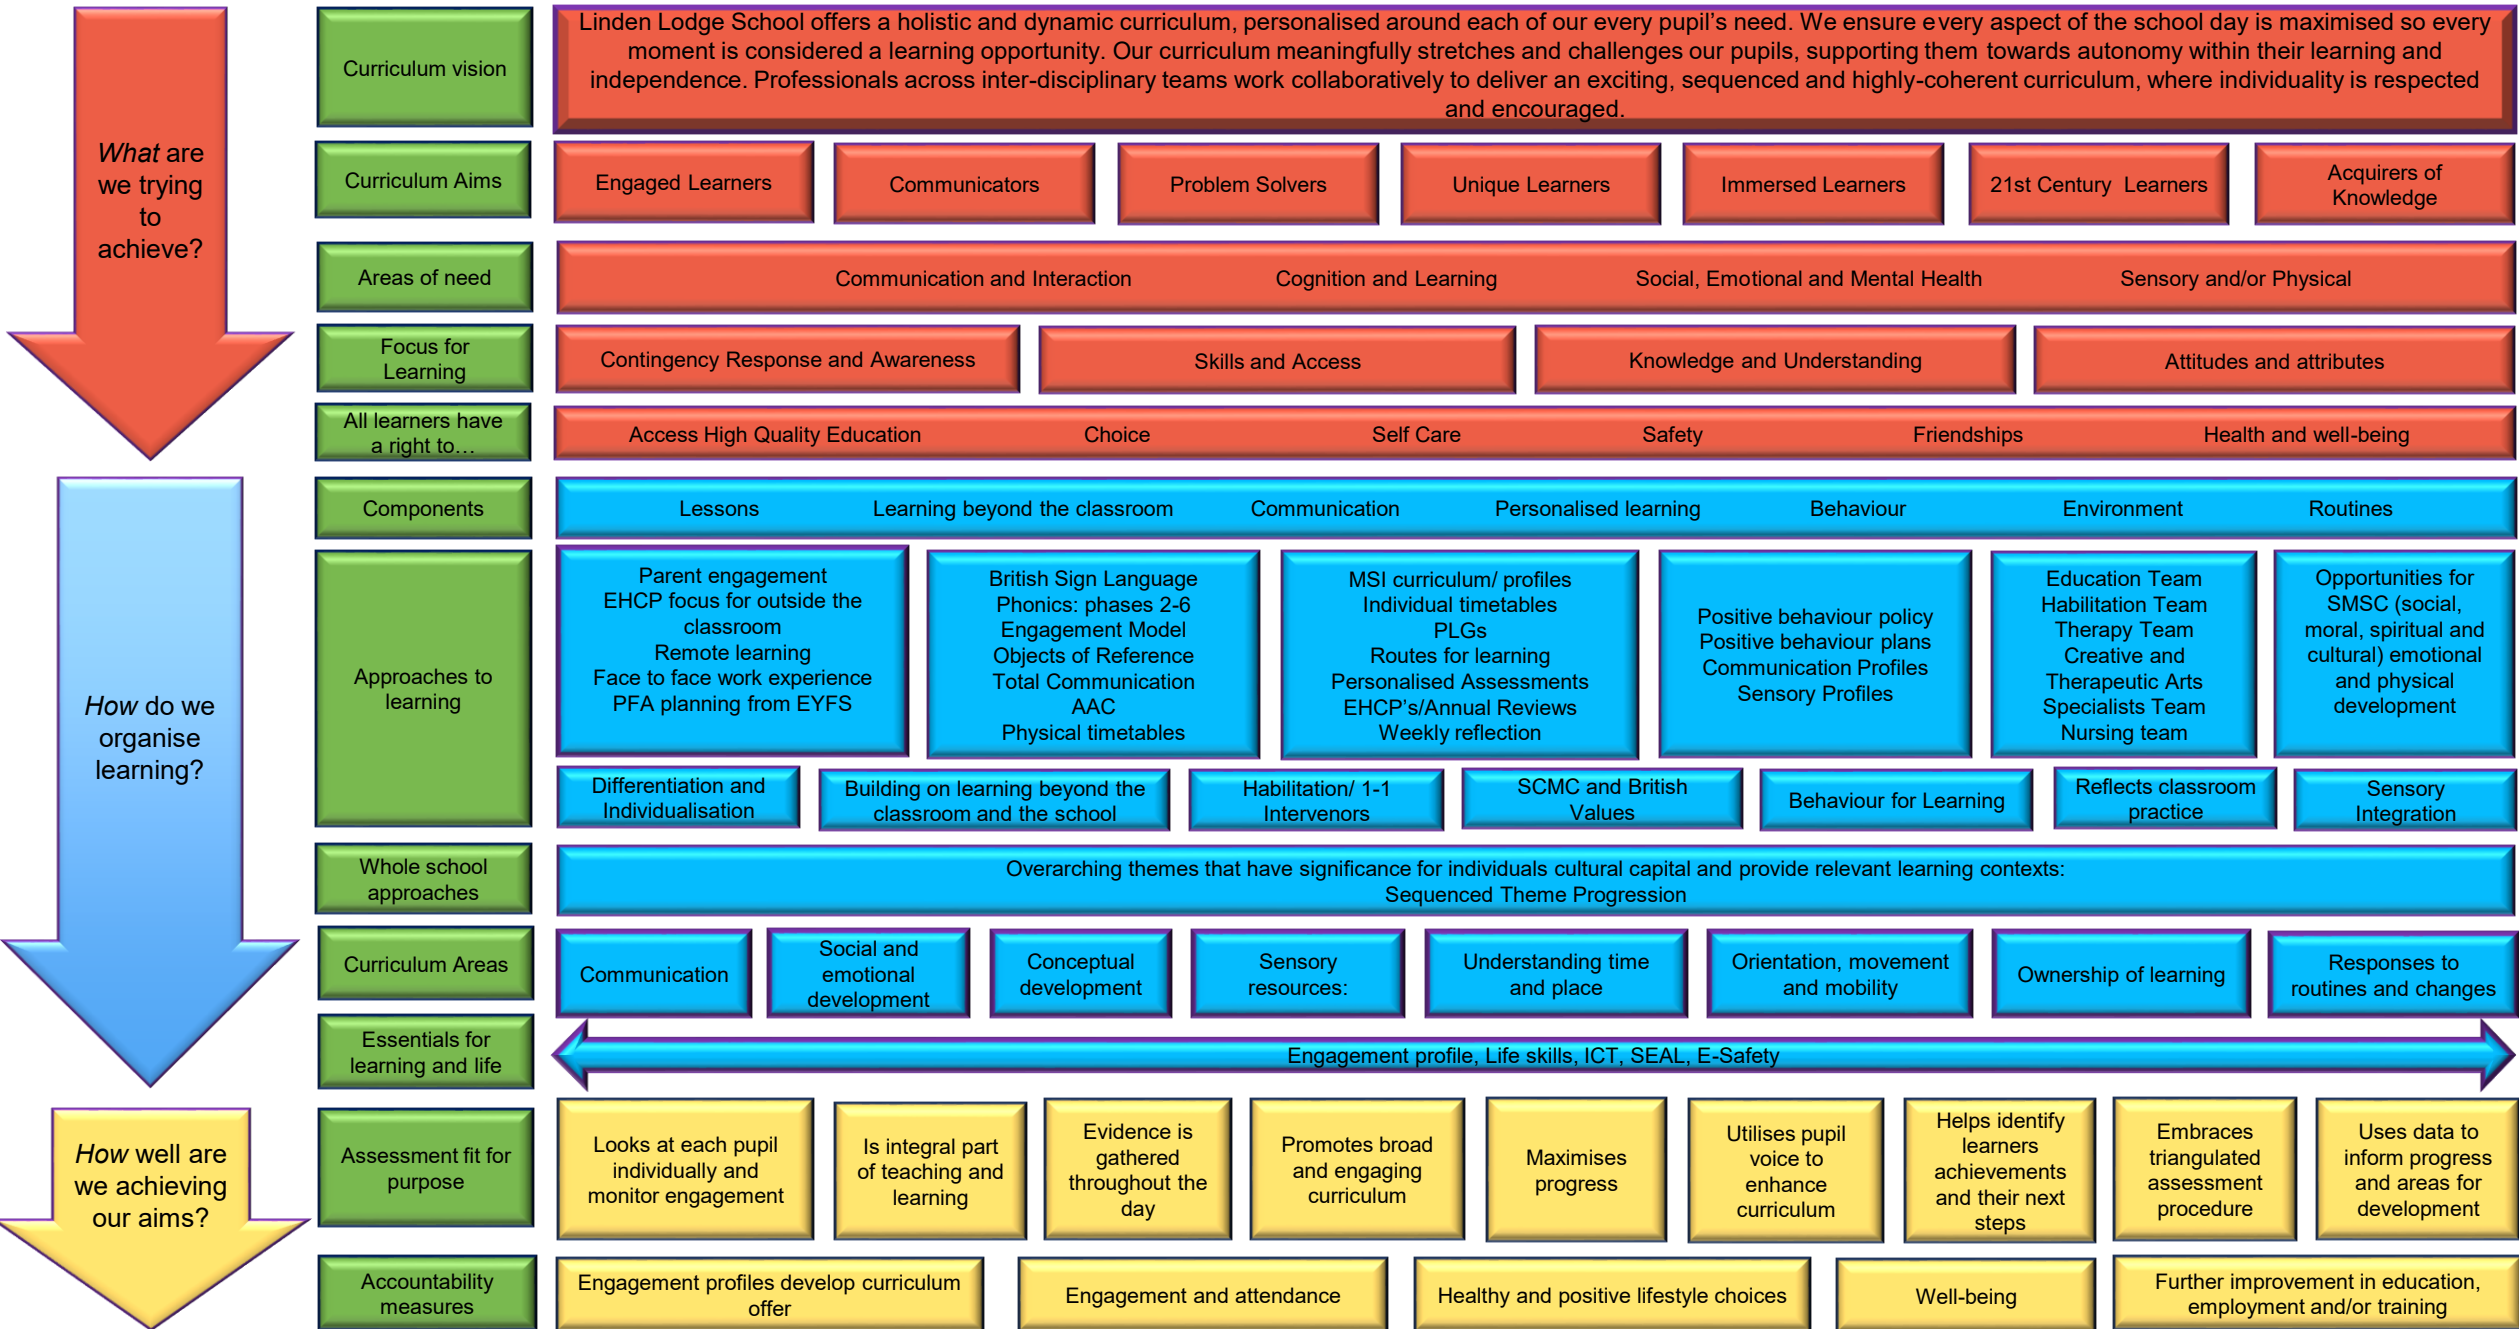 What are
we trying
to
achieve?
Curriculum vision
Linden Lodge School offers a holistic and dynamic curriculum, personalised around each of our every pupil's need. We ensure every aspect of the school day is maximised so every
moment is considered a learning opportunity. Our curriculum meaningfully stretches and challenges our pupils, supporting them towards autonomy within their learning and
independence. Professionals across inter-disciplinary teams work collaboratively to deliver an exciting, sequenced and highly-coherent curriculum, where individuality is respected
and encouraged.
Curriculum Aims
Engaged Learners
Communicators
Problem Solvers
Unique Learners
Immersed Learners
21st Century Learners
Acquirers of
Knowledge
Areas of need
Communication and Interaction
Cognition and Learning
Social, Emotional and Mental Health
Sensory and/or Physical
Focus for
Learning
Contingency Response and Awareness
Skills and Access
Knowledge and Understanding
Attitudes and attributes
All learners have
a right to…
Access High Quality Education
Choice
Self Care
Safety
Friendships
Health and well-being
How do we
organise
learning?
Components
Lessons
Learning beyond the classroom
Communication
Personalised learning
Behaviour
Environment
Routines
Approaches to
learning
Parent engagement
EHCP focus for outside the
classroom
Remote learning
Face to face work experience
PFA planning from EYFS
British Sign Language
Phonics: phases 2-6
Engagement Model
Objects of Reference
Total Communication
AAC
Physical timetables
MSI curriculum/ profiles
Individual timetables
PLGs
Routes for learning
Personalised Assessments
EHCP's/Annual Reviews
Weekly reflection
Positive behaviour policy
Positive behaviour plans
Communication Profiles
Sensory Profiles
Education Team
Habilitation Team
Therapy Team
Creative and
Therapeutic Arts
Specialists Team
Nursing team
Opportunities for
SMSC (social,
moral, spiritual and
cultural) emotional
and physical
development
Differentiation and
Individualisation
Building on learning beyond the
classroom and the school
Habilitation/ 1-1
Intervenors
SCMC and British
Values
Behaviour for Learning
Reflects classroom
practice
Sensory
Integration
Whole school
approaches
Overarching themes that have significance for individuals cultural capital and provide relevant learning contexts:
Sequenced Theme Progression
Curriculum Areas
Communication
Social and
emotional
development
Conceptual
development
Sensory
resources:
Understanding time
and place
Orientation, movement
and mobility
Ownership of learning
Responses to
routines and changes
Essentials for
learning and life
Engagement profile, Life skills, ICT, SEAL, E-Safety
How well are
we achieving
our aims?
Assessment fit for
purpose
Looks at each pupil
individually and
monitor engagement
Is integral part
of teaching and
learning
Evidence is
gathered
throughout the
day
Promotes broad
and engaging
curriculum
Maximises
progress
Utilises pupil
voice to
enhance
curriculum
Helps identify
learners
achievements
and their next
steps
Embraces
triangulated
assessment
procedure
Uses data to
inform progress
and areas for
development
Accountability
measures
Engagement profiles develop curriculum
offer
Engagement and attendance
Healthy and positive lifestyle choices
Well-being
Further improvement in education,
employment and/or training